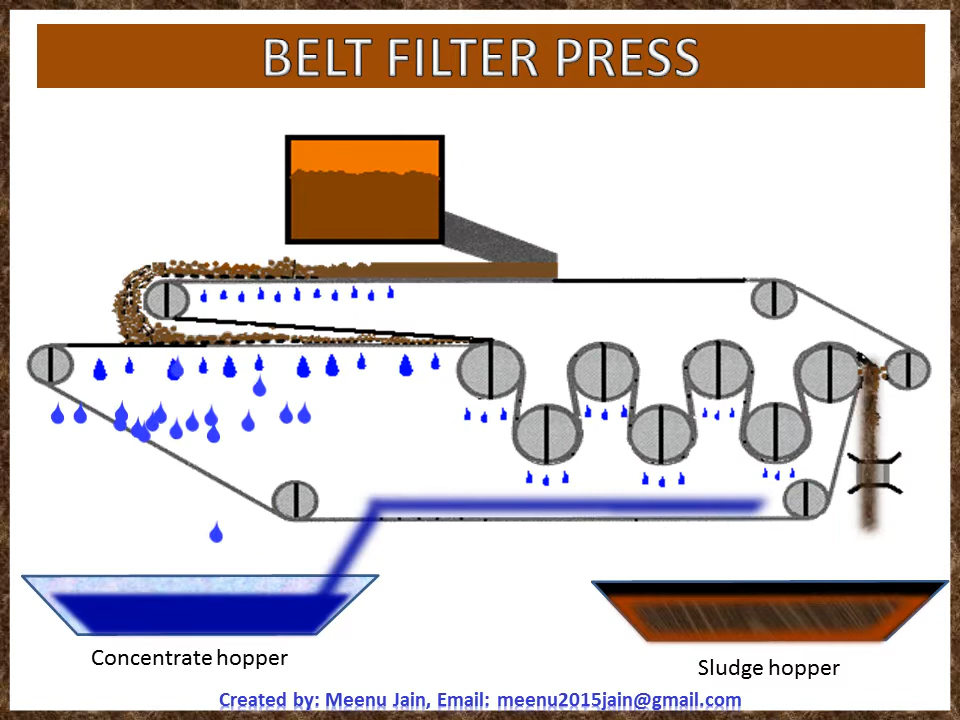 BELT FILTER PRESS
Concentrate hopper
Sludge hopper
Created by: Meenu Jain, Email: meenu2015jain@gmail.com